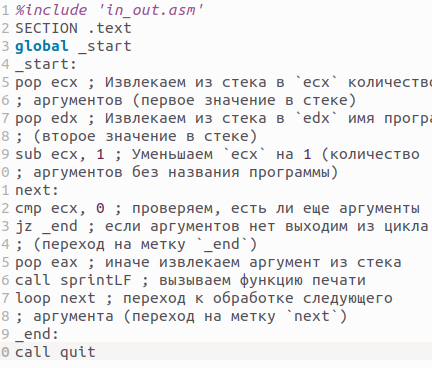 1 %include 'in_out.asm'
2 SECTION .text
3 global _start
4 _start:
5 pop ecx ; Извлекаем из стека в `ecx` количество
6 ; аргументов (первое значение в стеке)
7 pop edx ; Извлекаем из стека в `edx` имя програ
8 ; (второе значение в стеке)
9 sub ecx, 1 ; Уменьшаем `ecx` на 1 (количество
0 ; аргументов без названия программы)
1 next:
2 cmp ecx, 0 ; проверяем, есть ли еще аргументы
3 jz _end ; если аргументов нет выходим из цикла
4 ; (переход на метку `_end`)
5 pop eax ; иначе извлекаем аргумент из стека
6 call sprintLF ; вызываем функцию печати
7 loop next ; переход к обработке следующего
8 ; аргумента (переход на метку `next`)
9 _end:
0 call quit